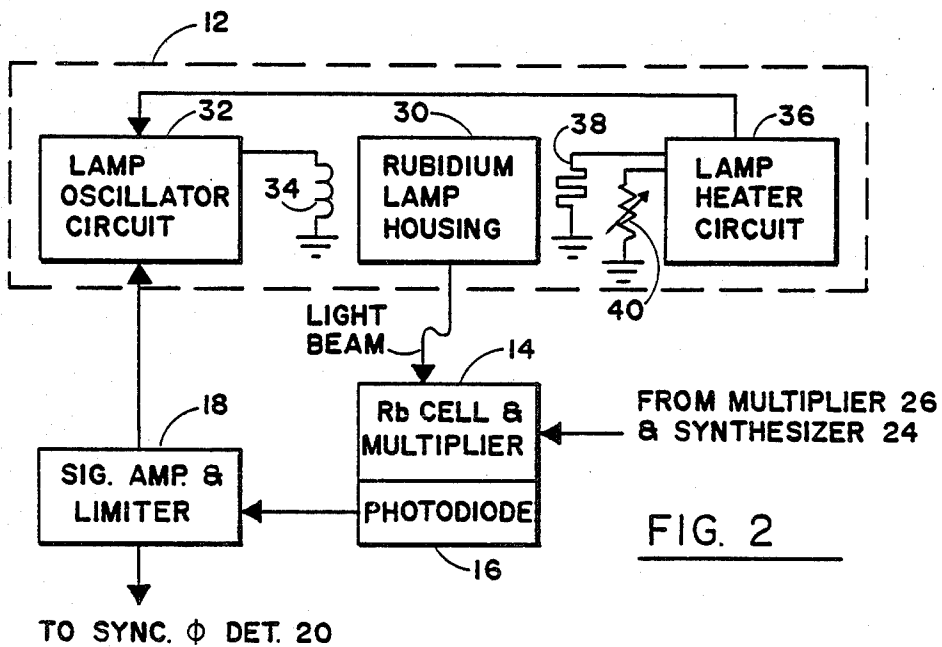 12
32
LAMP
OSCILLATOR
CIRCUIT
34
30
RUBIDIUM
LAMP
HOUSING
38
40
36
LAMP
HEATER
CIRCUIT
LIGHT
BEAM
14
Rb CELL &
MULTIPLIER
PHOTODIODE
16
FROM MULTIPLIER 26
& SYNTHESIZER 24
18
SIG. AMP. &
LIMITER
TO SYNC. ϕ DET. 20
FIG. 2